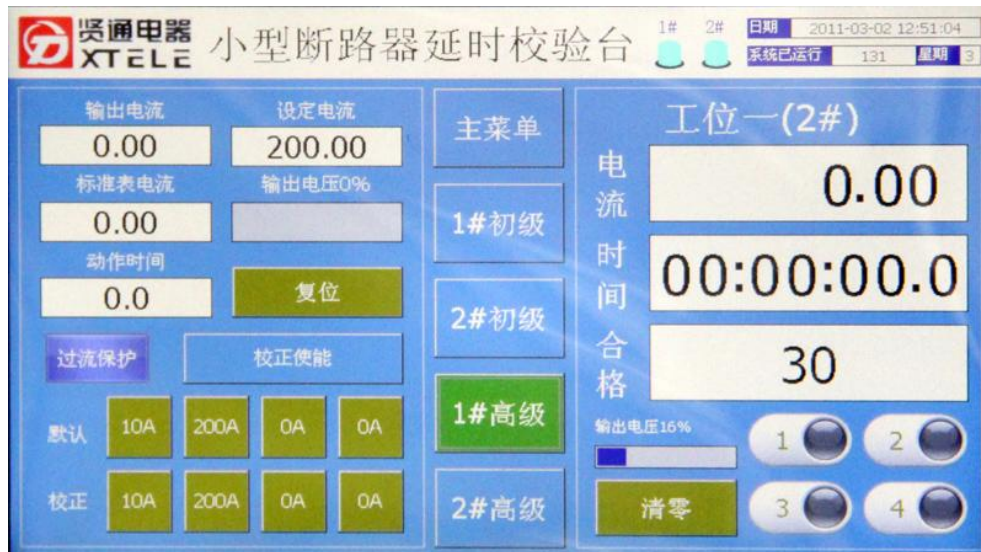 贤通电器
XTELE
小型断路器延时校验台
1# 2#
日期 2011-03-02 12:51:04
系统已运行 131 星期 3
输出电流 设定电流
0.00 200.00
标准表电流 输出电压0%
0.00
动作时间
0.0 复位
过流保护 校正使能
默认 10A 200A 0A 0A
校正 10A 200A 0A 0A
主菜单
1#初级
2#初级
1#高级
2#高级
工位一(2#)
电流 0.00
时间 00:00:00.0
合格 30
输出电压16%
清零
1 2
3 4